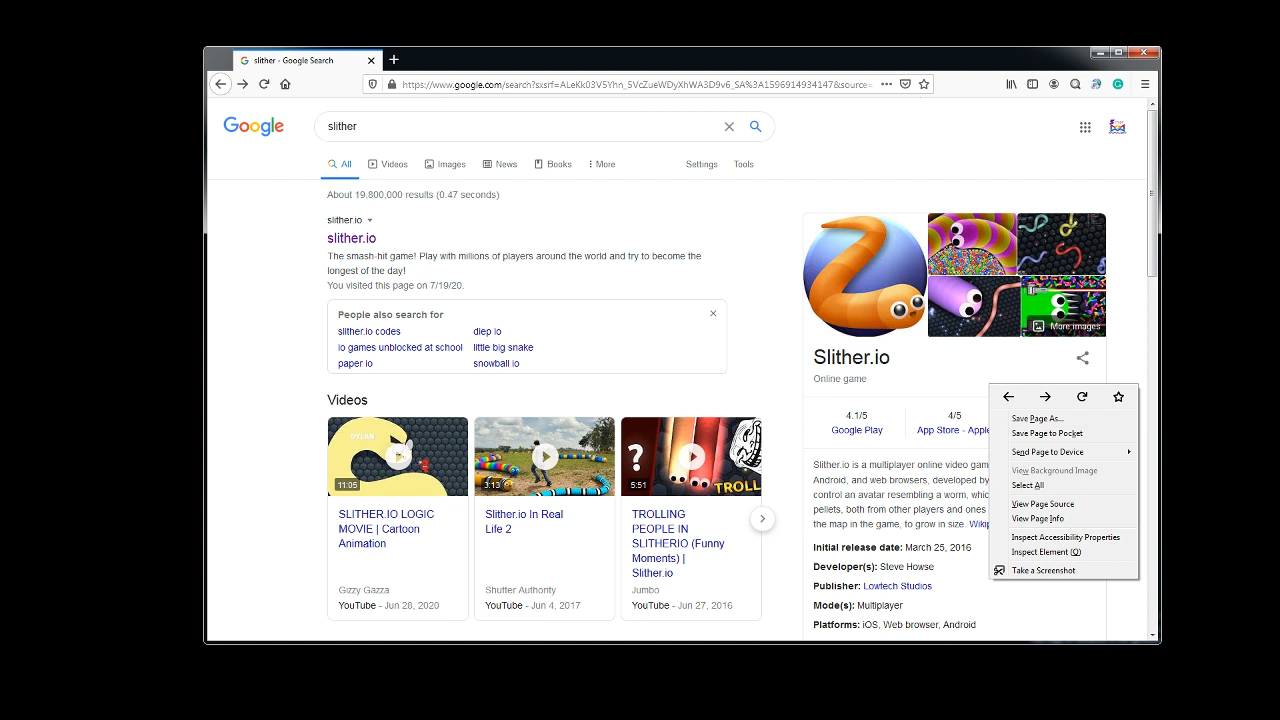 slither - Google Search
https://www.google.com/search?sxsrf=ALeKk03V5Yhn_5VcZueWDyXhWA3D9v6_SA%3A1596914934147&source=
Google
slither
All Videos Images News Books More Settings Tools
About 19,800,000 results (0.47 seconds)
slither.io
slither.io
The smash-hit game! Play with millions of players around the world and try to become the
longest of the day!
You visited this page on 7/19/20.
People also search for
slither.io codes diep io
io games unblocked at school little big snake
paper io snowball io
Videos
DYLAN
11:05
SLITHER.IO LOGIC
MOVIE | Cartoon
Animation
Gizzy Gazza
YouTube - Jun 28, 2020
3:13
Slither.io In Real
Life 2
Shutter Authority
YouTube - Jun 4, 2017
?
TROLL
5:51
TROLLING
PEOPLE IN
SLITHERIO (Funny
Moments) |
Slither.io
Jumbo
YouTube - Jun 27, 2016
More images
Slither.io
Online game
4.1/5
Google Play
4/5
App Store - Apple
Slither.io is a multiplayer online video gam
Android, and web browsers, developed by
control an avatar resembling a worm, whic
pellets, both from other players and ones
the map in the game, to grow in size. Wikip
Initial release date: March 25, 2016
Developer(s): Steve Howse
Publisher: Lowtech Studios
Mode(s): Multiplayer
Platforms: iOS, Web browser, Android
Save Page As...
Save Page to Pocket
Send Page to Device
View Background Image
Select All
View Page Source
View Page Info
Inspect Accessibility Properties
Inspect Element (Q)
Take a Screenshot